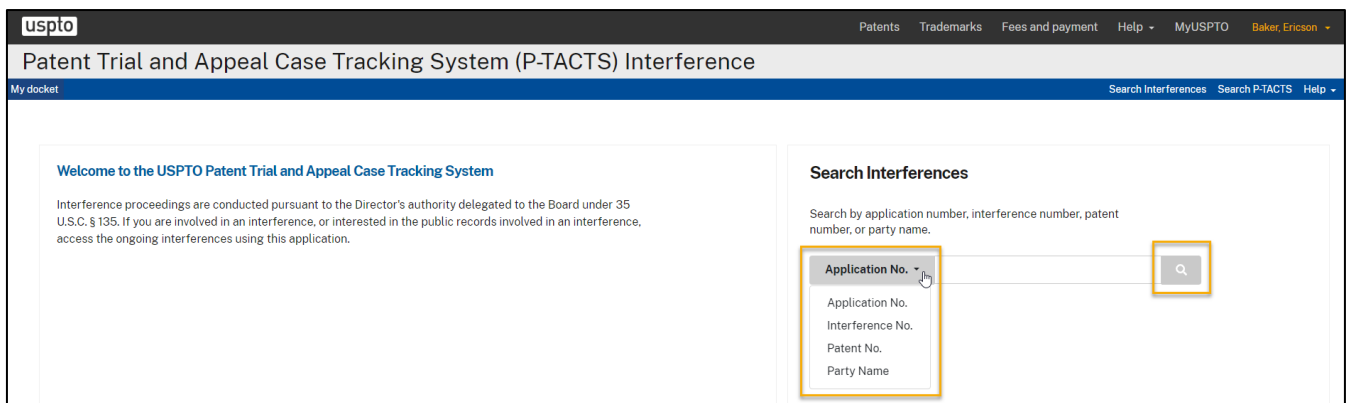 uspto Patents Trademarks Fees and payment Help MyUSPTO Baker, Ericson
Patent Trial and Appeal Case Tracking System (P-TACTS) Interference
My docket Search Interferences Search P-TACTS Help
Welcome to the USPTO Patent Trial and Appeal Case Tracking System
Interference proceedings are conducted pursuant to the Director's authority delegated to the Board under 35
U.S.C. § 135. If you are involved in an interference, or interested in the public records involved in an interference,
access the ongoing interferences using this application.
Search Interferences
Search by application number, interference number, patent
number, or party name.
Application No.
Application No.
Interference No.
Patent No.
Party Name